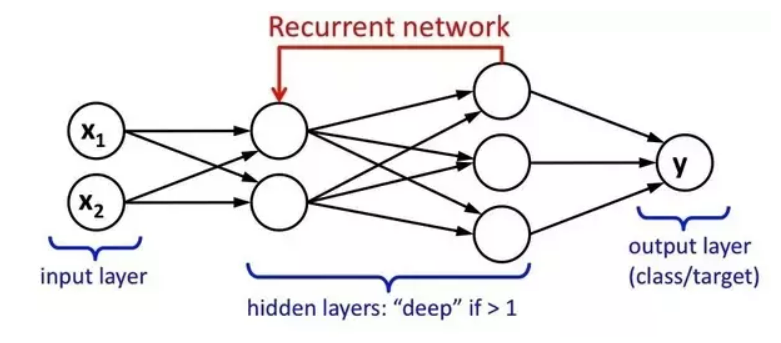 Recurrent network
x1
x2
y
input layer
hidden layers: “deep” if > 1
output layer
(class/target)